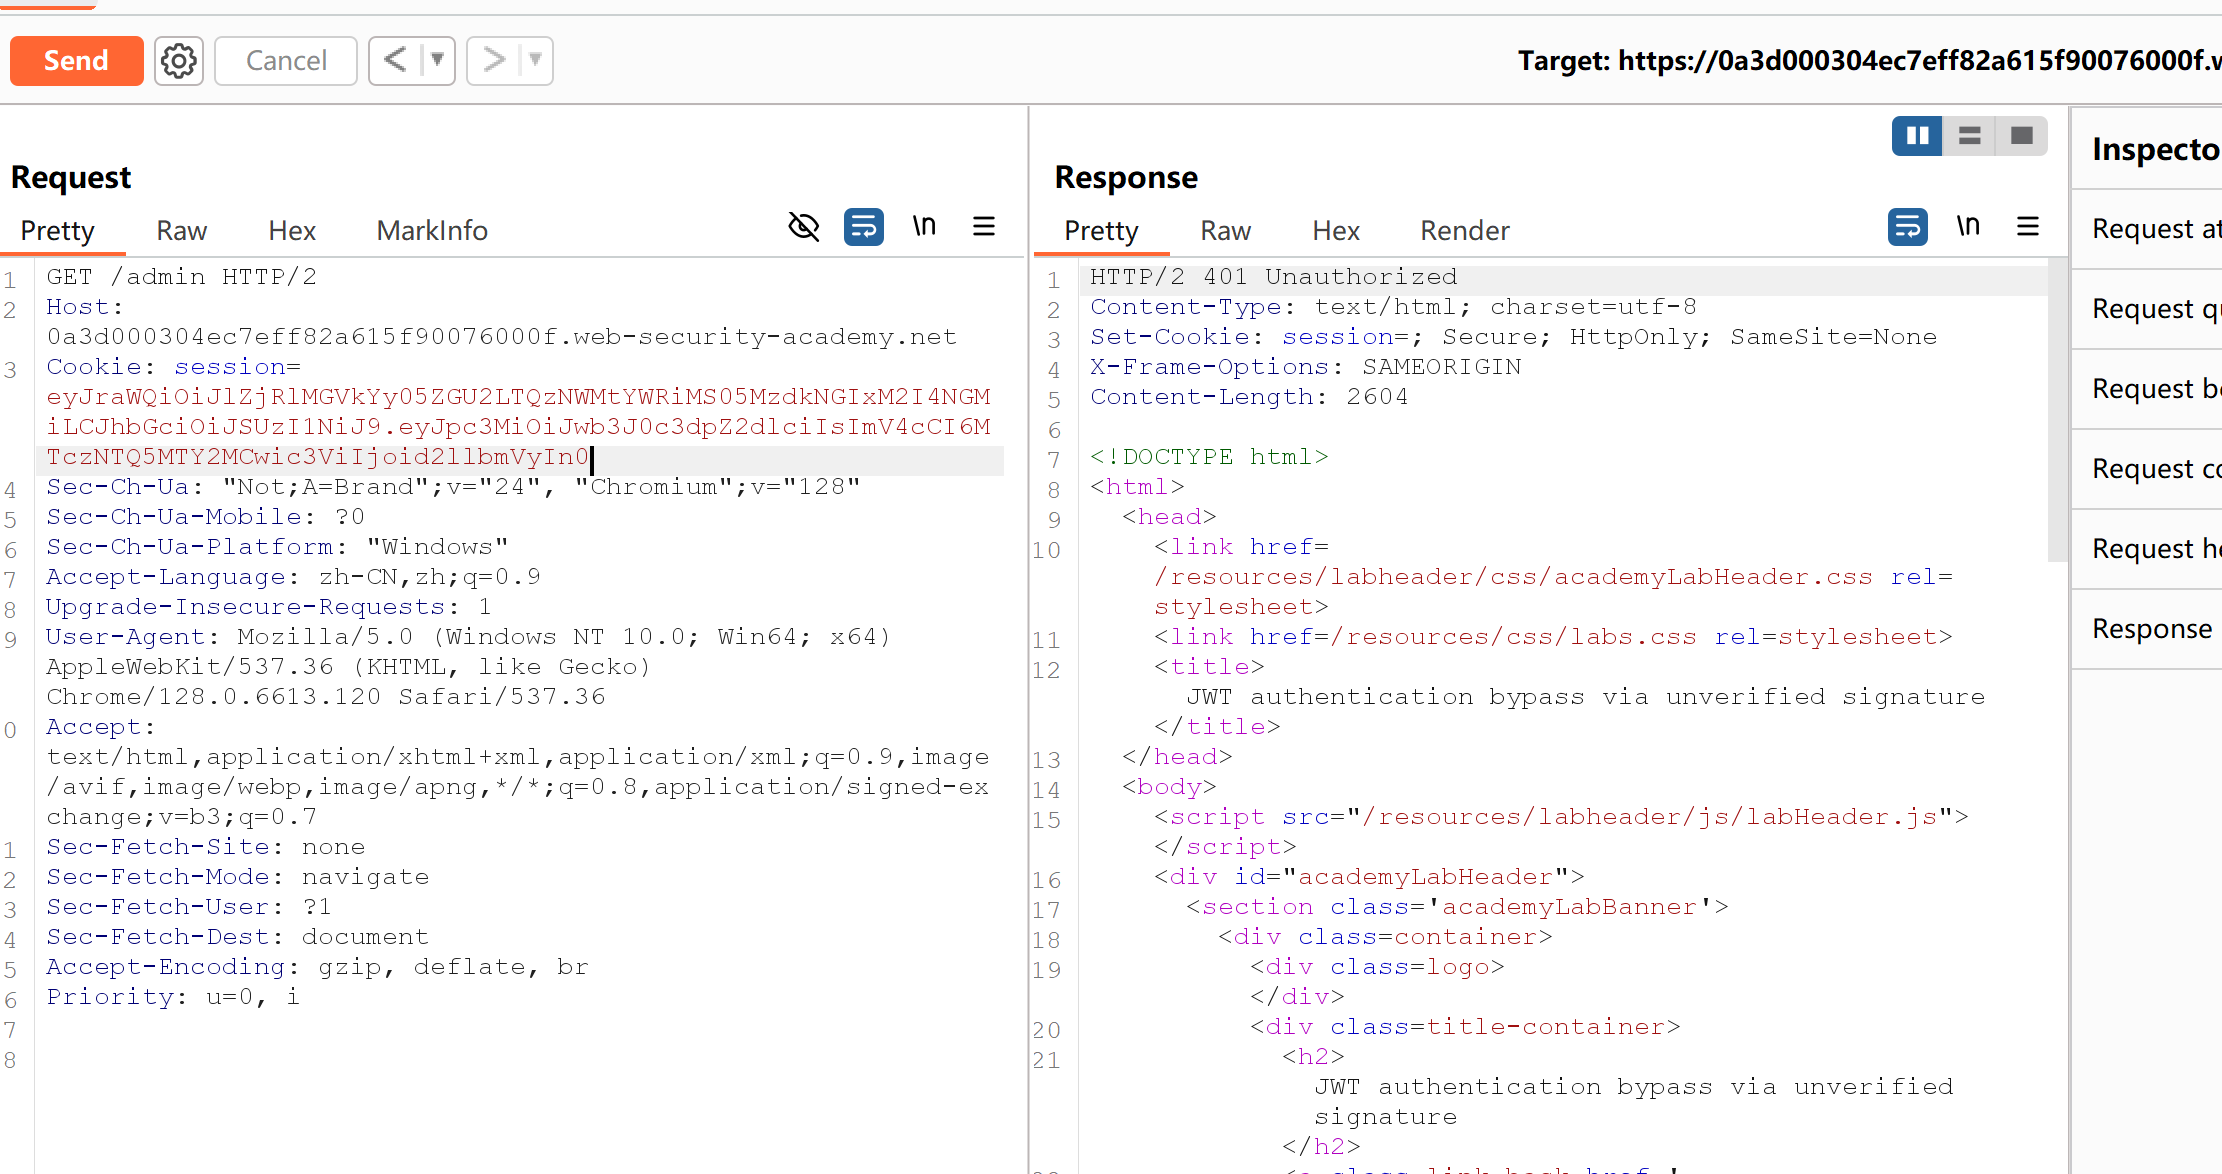 Send
Cancel
Target: https://0a3d000304ec7eff82a615f90076000f.w
Request
Pretty Raw Hex MarkInfo \n
1 GET /admin HTTP/2
2 Host:
0a3d000304ec7eff82a615f90076000f.web-security-academy.net
3 Cookie: session=
eyJraWQiOiJlZjRlMGVkYy05ZGU2LTQzNWMtYWRiMS05MzdkNGIxM2I4NGM
iLCJhbGciOiJSUzI1NiJ9.eyJpc3MiOiJwb3J0c3dpZ2dlciIsImV4cCI6M
TczNTQ5MTY2MCwic3ViIjoid2llbmVyIn0
4 Sec-Ch-Ua: "Not;A=Brand";v="24", "Chromium";v="128"
5 Sec-Ch-Ua-Mobile: ?0
6 Sec-Ch-Ua-Platform: "Windows"
7 Accept-Language: zh-CN,zh;q=0.9
8 Upgrade-Insecure-Requests: 1
9 User-Agent: Mozilla/5.0 (Windows NT 10.0; Win64; x64)
AppleWebKit/537.36 (KHTML, like Gecko)
Chrome/128.0.6613.120 Safari/537.36
0 Accept:
text/html,application/xhtml+xml,application/xml;q=0.9,image
/avif,image/webp,image/apng,*/*;q=0.8,application/signed-ex
change;v=b3;q=0.7
1 Sec-Fetch-Site: none
2 Sec-Fetch-Mode: navigate
3 Sec-Fetch-User: ?1
4 Sec-Fetch-Dest: document
5 Accept-Encoding: gzip, deflate, br
6 Priority: u=0, i
7
8
Response
Pretty Raw Hex Render \n
1 HTTP/2 401 Unauthorized
2 Content-Type: text/html; charset=utf-8
3 Set-Cookie: session=; Secure; HttpOnly; SameSite=None
4 X-Frame-Options: SAMEORIGIN
5 Content-Length: 2604
6
7 <!DOCTYPE html>
8 <html>
9 <head>
10 <link href=
/resources/labheader/css/academyLabHeader.css rel=
stylesheet>
11 <link href=/resources/css/labs.css rel=stylesheet>
12 <title>
JWT authentication bypass via unverified signature
</title>
13 </head>
14 <body>
15 <script src="/resources/labheader/js/labHeader.js">
</script>
16 <div id="academyLabHeader">
17 <section class='academyLabBanner'>
18 <div class=container>
19 <div class=logo>
</div>
20 <div class=title-container>
21 <h2>
JWT authentication bypass via unverified
signature
</h2>
Inspecto
Request at
Request qu
Request bo
Request co
Request he
Response